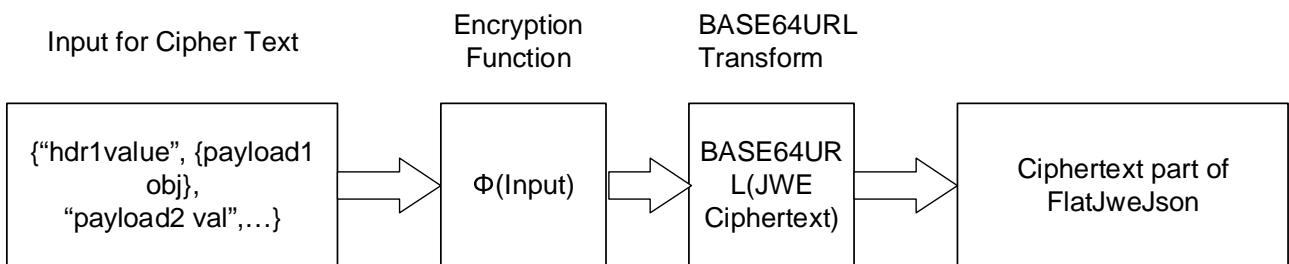 Input for Cipher Text
Encryption
Function
BASE64URL
Transform
{“hdr1value”, {payload1
obj},
“payload2 val”,…}
Φ(Input)
BASE64UR
L(JWE
Ciphertext)
Ciphertext part of
FlatJweJson